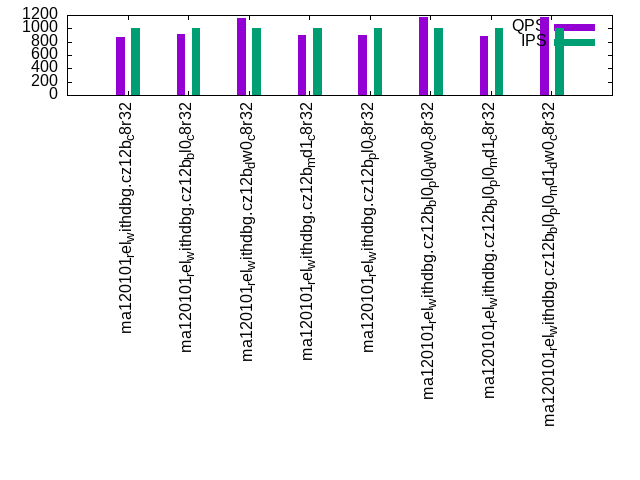 1200
1000
800
600
400
200
0
QPS
IPS
ma120101relwithdbg.cz12bc8r32
ma120101relwithdbg.cz12bbl0c8r32
ma120101relwithdbg.cz12bdw0c8r32
ma120101relwithdbg.cz12bmd1c8r32
ma120101relwithdbg.cz12bpl0c8r32
ma120101relwithdbg.cz12bbl0pl0dw0c8r32
ma120101relwithdbg.cz12bbl0pl0md1c8r32
ma120101relwithdbg.cz12bbl0pl0md1dw0c8r32